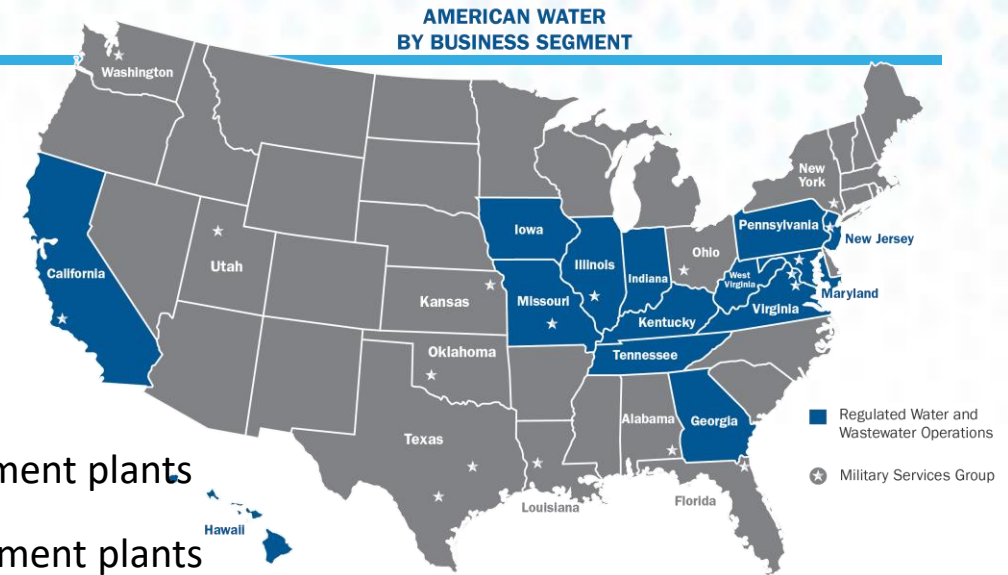 AMERICAN WATER
BY BUSINESS SEGMENT
Washington
New
York
Pennsylvania
New Jersey
Iowa
Ohio
Illinois
Indiana
Utah
California
West
Virginia
Maryland
Kansas
Missouri
Virginia
Kentucky
Oklahoma
Tennessee
Alabama
Georgia
Regulated Water and
Wastewater Operations
Texas
ment plants
Military Services Group
Louisiana
Florida
Hawaii
ment plants